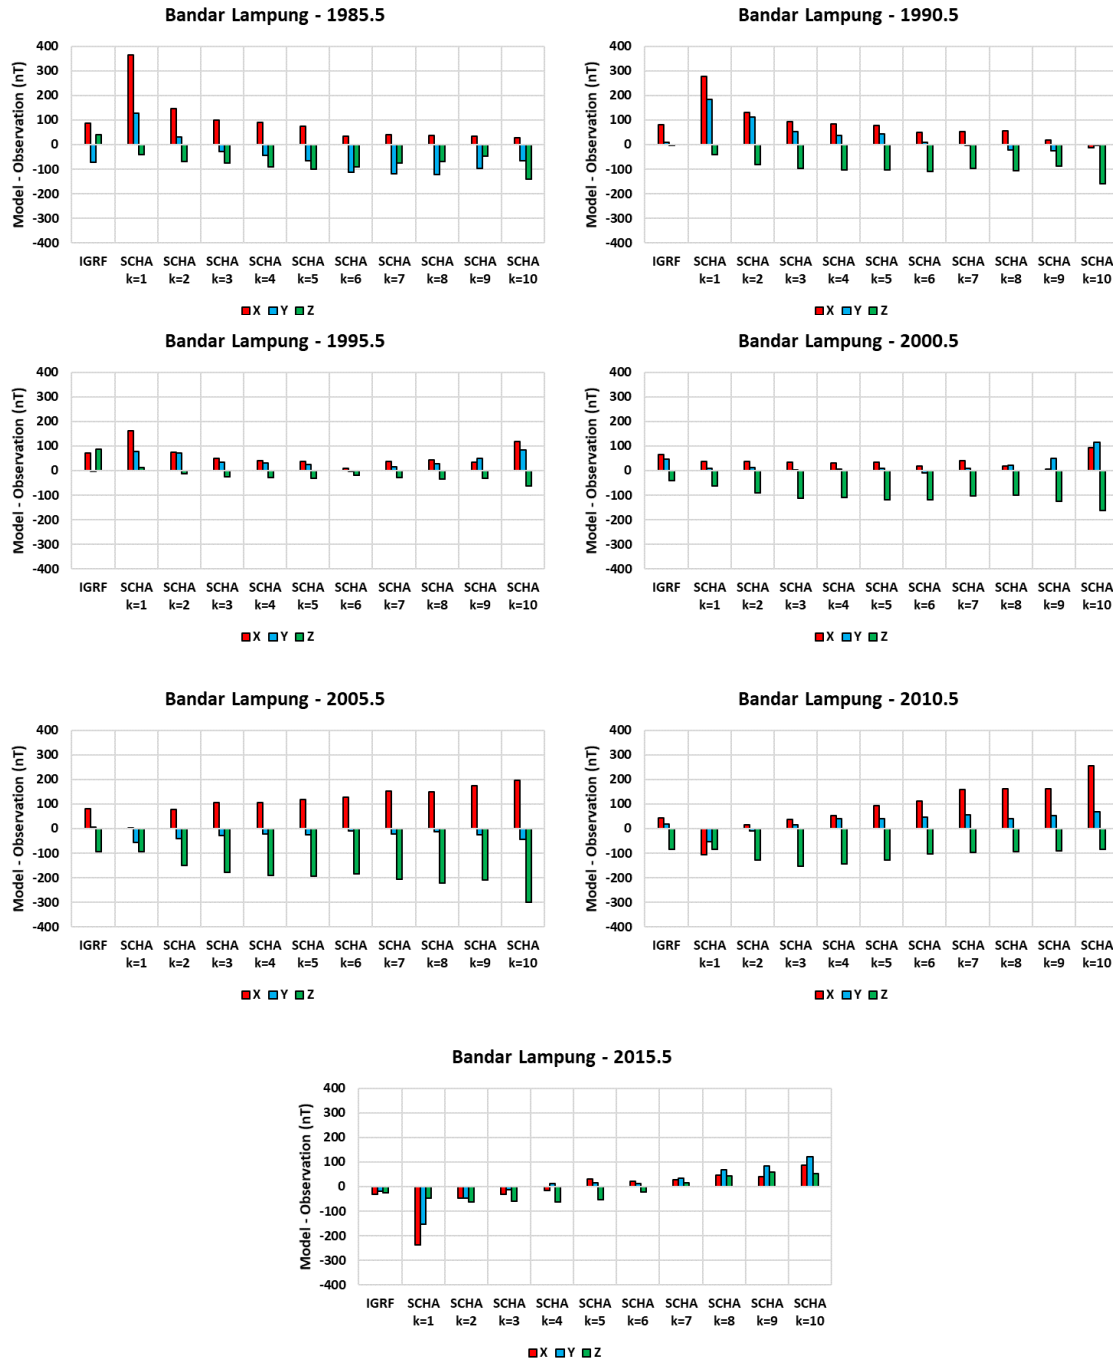 Bandar Lampung - 1985.5
Model - Observation (nT)
400
300
200
100
0
-100
-200
-300
-400
IGRF SCHA SCHA SCHA SCHA SCHA SCHA SCHA SCHA SCHA SCHA
k=1 k=2 k=3 k=4 k=5 k=6 k=7 k=8 k=9 k=10
X Y Z
Bandar Lampung - 1990.5
Model - Observation (nT)
400
300
200
100
0
-100
-200
-300
-400
IGRF SCHA SCHA SCHA SCHA SCHA SCHA SCHA SCHA SCHA SCHA
k=1 k=2 k=3 k=4 k=5 k=6 k=7 k=8 k=9 k=10
X Y Z
Bandar Lampung - 1995.5
Model - Observation (nT)
400
300
200
100
0
-100
-200
-300
-400
IGRF SCHA SCHA SCHA SCHA SCHA SCHA SCHA SCHA SCHA SCHA
k=1 k=2 k=3 k=4 k=5 k=6 k=7 k=8 k=9 k=10
X Y Z
Bandar Lampung - 2000.5
Model - Observation (nT)
400
300
200
100
0
-100
-200
-300
-400
IGRF SCHA SCHA SCHA SCHA SCHA SCHA SCHA SCHA SCHA SCHA
k=1 k=2 k=3 k=4 k=5 k=6 k=7 k=8 k=9 k=10
X Y Z
Bandar Lampung - 2005.5
Model - Observation (nT)
400
300
200
100
0
-100
-200
-300
-400
IGRF SCHA SCHA SCHA SCHA SCHA SCHA SCHA SCHA SCHA SCHA
k=1 k=2 k=3 k=4 k=5 k=6 k=7 k=8 k=9 k=10
X Y Z
Bandar Lampung - 2010.5
Model - Observation (nT)
400
300
200
100
0
-100
-200
-300
-400
IGRF SCHA SCHA SCHA SCHA SCHA SCHA SCHA SCHA SCHA SCHA
k=1 k=2 k=3 k=4 k=5 k=6 k=7 k=8 k=9 k=10
X Y Z
Bandar Lampung - 2015.5
Model - Observation (nT)
400
300
200
100
0
-100
-200
-300
-400
IGRF SCHA SCHA SCHA SCHA SCHA SCHA SCHA SCHA SCHA SCHA
k=1 k=2 k=3 k=4 k=5 k=6 k=7 k=8 k=9 k=10
X Y Z